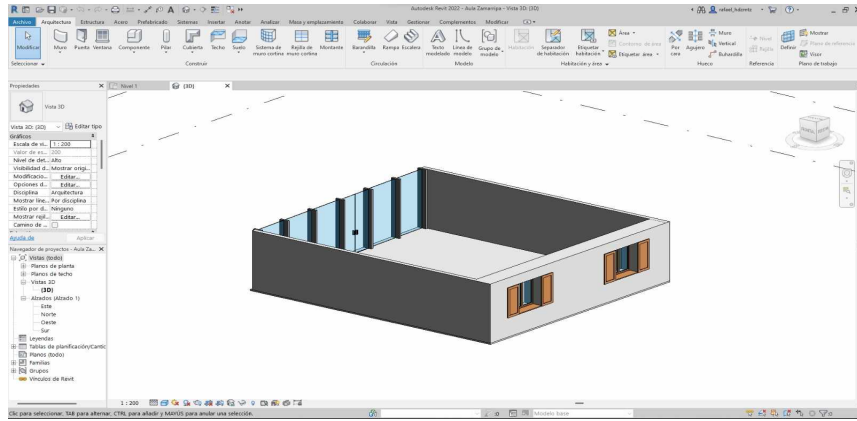 Autodesk Revit 2022 - Aula Zamarripa - Vista 3D: {3D}
Archivo Arquitectura Estructura Acero Prefabricado Sistemas Insertar Anotar Analizar Masa y emplazamiento Colaborar Vista Gestionar Complementos Modificar
Modificar Muro Puerta Ventana Componente Pilar Cubierta Techo Suelo Sistema de muro cortina Rejilla de muro cortina Montante Barandilla Rampa Escalera Texto modelado Línea de modelo Grupo de modelo Habitación Separador de habitación Etiquetar habitación Área Contorno de área Etiquetar área Por cara Agujero Muro Vertical Buhardilla Nivel Rejilla Definir Mostrar Plano de referencia Visor
Seleccionar Construir Circulación Modelo Habitación y área Hueco Referencia Plano de trabajo
Propiedades X
Nivel 1
{3D} X
Vista 3D
Vista 3D: {3D} Editar tipo
Gráficos
Escala de vi... 1 : 200
Valor de es... 200
Nivel de det... Alto
Visibilidad d... Mostrar origi...
Modificacio... Editar...
Opciones d... Editar...
Disciplina Arquitectura
Mostrar líne... Por disciplina
Estilo por d... Ninguno
Mostrar reji... Editar...
Camino de ...
Ayuda de Aplicar
Navegador de proyectos - Aula Za... X
Vistas (todo)
Planos de planta
Planos de techo
Vistas 3D
{3D}
Alzados (Alzado 1)
Este
Norte
Oeste
Sur
Leyendas
Tablas de planificación/Cantic
Planos (todo)
Familias
Grupos
Vínculos de Revit
1 : 200
Clic para seleccionar, TAB para alternar, CTRL para añadir y MAYÚS para anular una selección.
:0
Modelo base